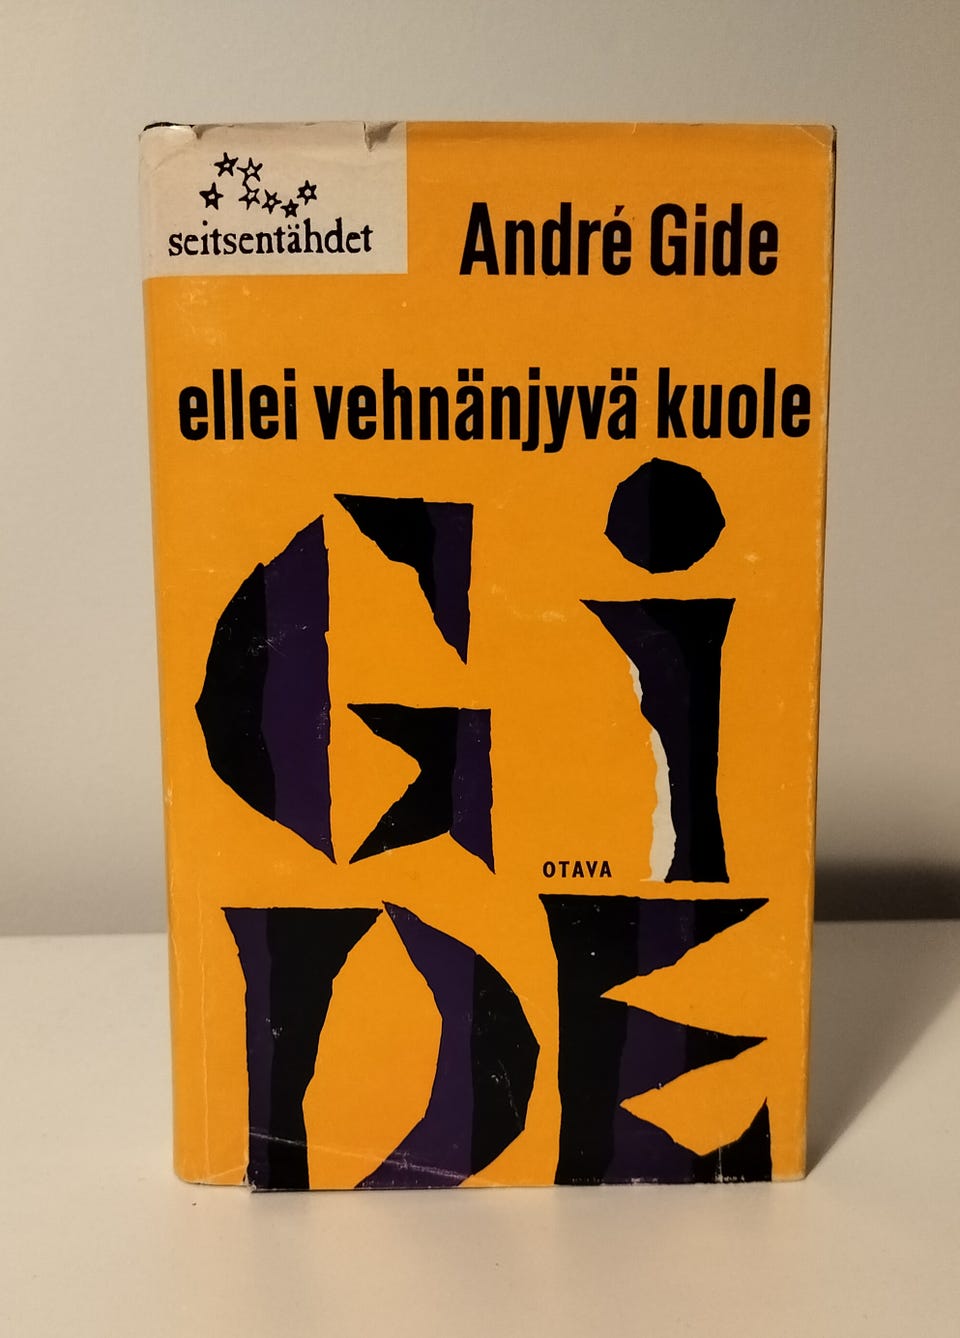 seitsentähdet
André Gide
ellei vehnänjyvä kuole
Gi
OTAVA
DE